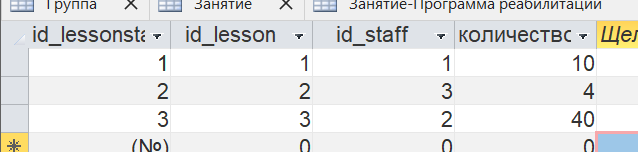 Группа Занятие Занятие-Программа реабилитации
id_lessonsta id_lesson id_staff количество Щел
1 1 1 10
2 2 3 4
3 3 2 40
(№) 0 0 0